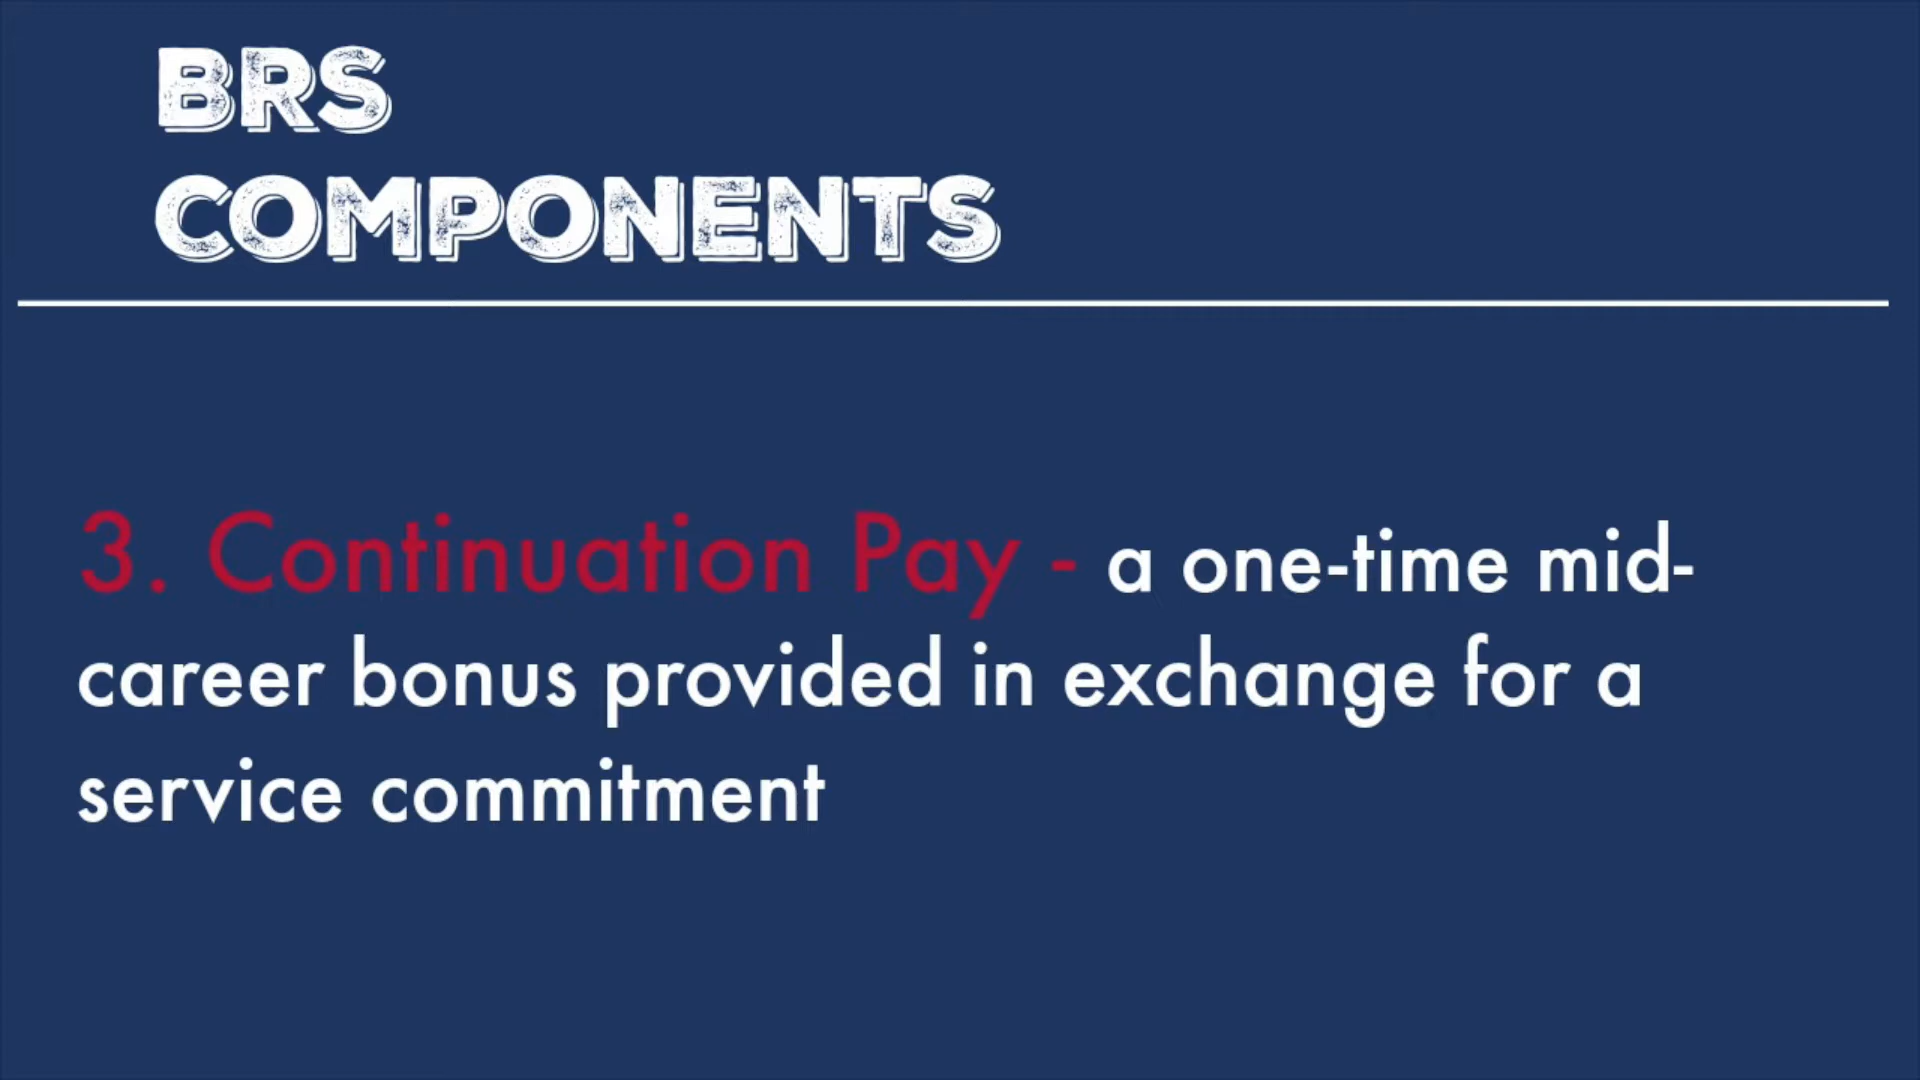 BRS
COMPONENTS
3. Continuation Pay - a one-time mid-
career bonus provided in exchange for a
service commitment